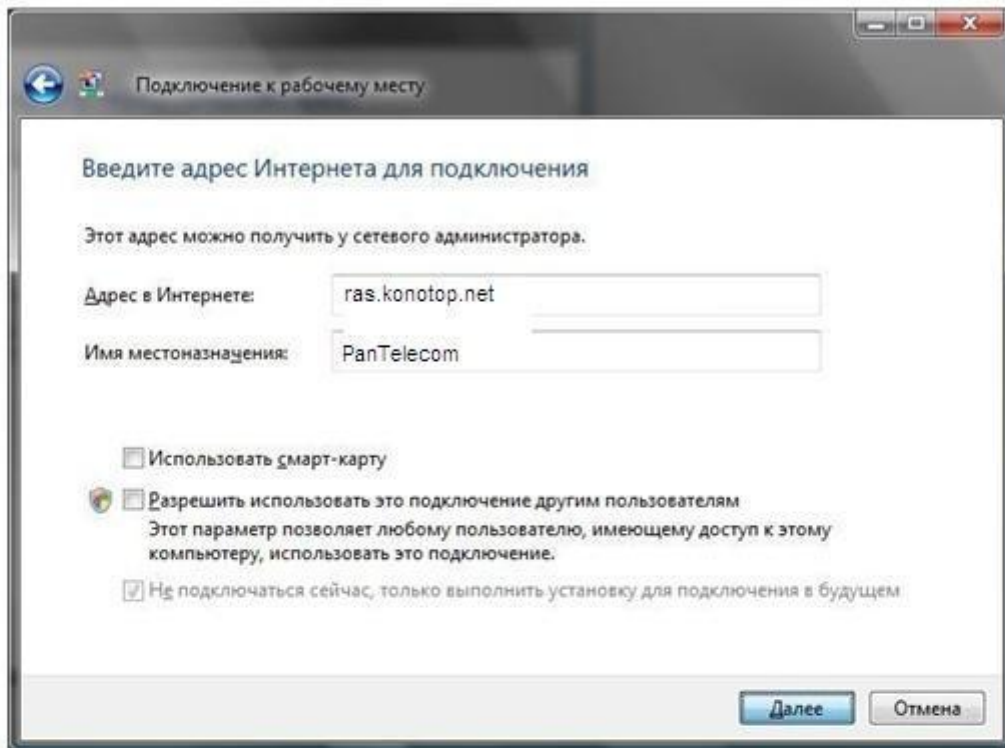 Подключение к рабочему месту
Введите адрес Интернета для подключения
Этот адрес можно получить у сетевого администратора.
Адрес в Интернете: ras.konotop.net
Имя местоназначения: PanTelecom
Использовать смарт-карту
Разрешить использовать это подключение другим пользователям
Этот параметр позволяет любому пользователю, имеющему доступ к этому
компьютеру, использовать это подключение.
Не подключаться сейчас, только выполнить установку для подключения в будущем
Далее Отмена